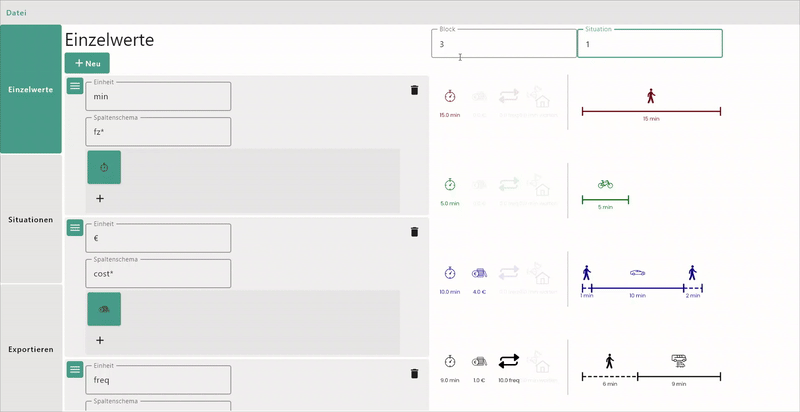 Datei
Einzelwerte
Situationen
Exportieren
Einzelwerte
+ Neu
Einheit
min
Spaltenschema
fz*
Einheit
€
Spaltenschema
cost*
Einheit
freq
Spaltenschema
Block
3
Situation
1
15.0 min
15 min
5.0 min
5 min
10.0 min
4.0 €
1 min
10 min
2 min
9.0 min
1.0 €
10.0 freq
6 min
9 min